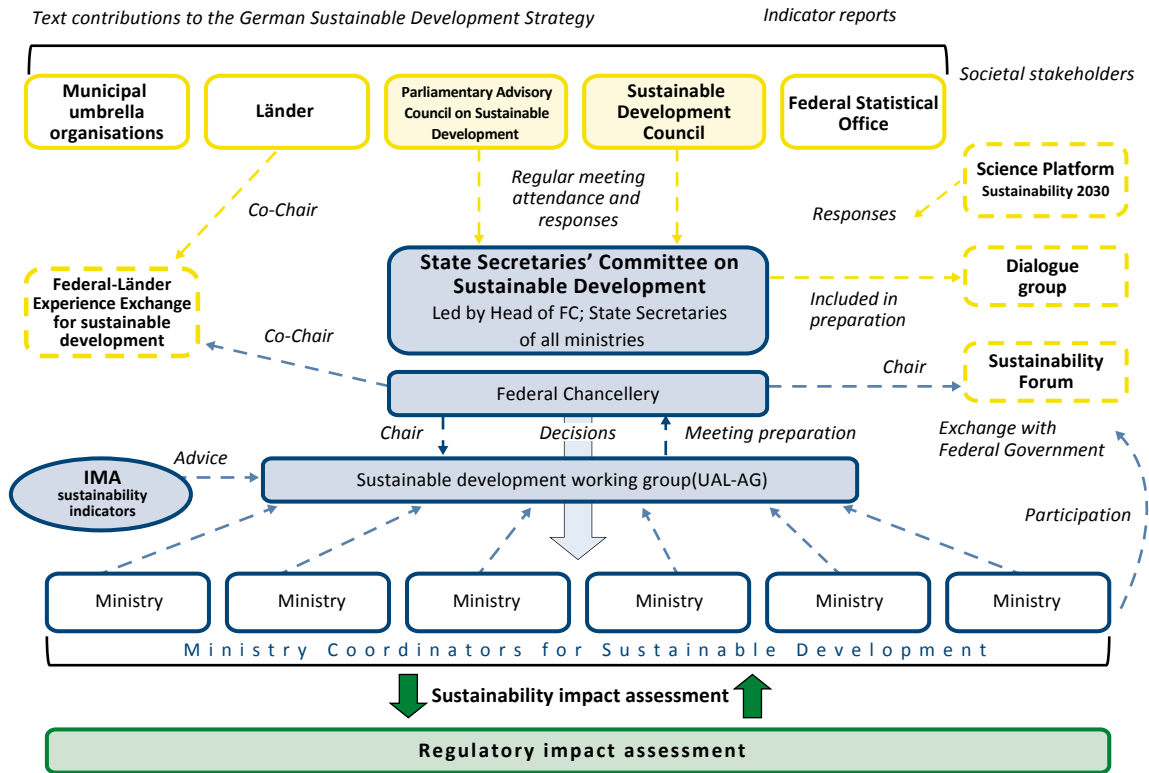 Text contributions to the German Sustainable Development Strategy
Indicator reports
Societal stakeholders
Municipal
umbrella
organisations
Länder
Parliamentary Advisory
Council on Sustainable
Development
Sustainable
Development
Council
Federal Statistical
Office
Science Platform
Sustainability 2030
Regular meeting
attendance and
responses
Co-Chair
Responses
State Secretaries’ Committee on
Sustainable Development
Led by Head of FC; State Secretaries
of all ministries
Dialogue
group
Federal-Länder
Experience Exchange
for sustainable
development
Included in
preparation
Co-Chair
Chair
Sustainability
Forum
Federal Chancellery
Chair
Decisions
Meeting preparation
Exchange with
Federal Government
Advice
IMA
sustainability
indicators
Sustainable development working group(UAL-AG)
Participation
Ministry
Ministry
Ministry
Ministry
Ministry
Ministry
Ministry Coordinators for Sustainable Development
Sustainability impact assessment
Regulatory impact assessment